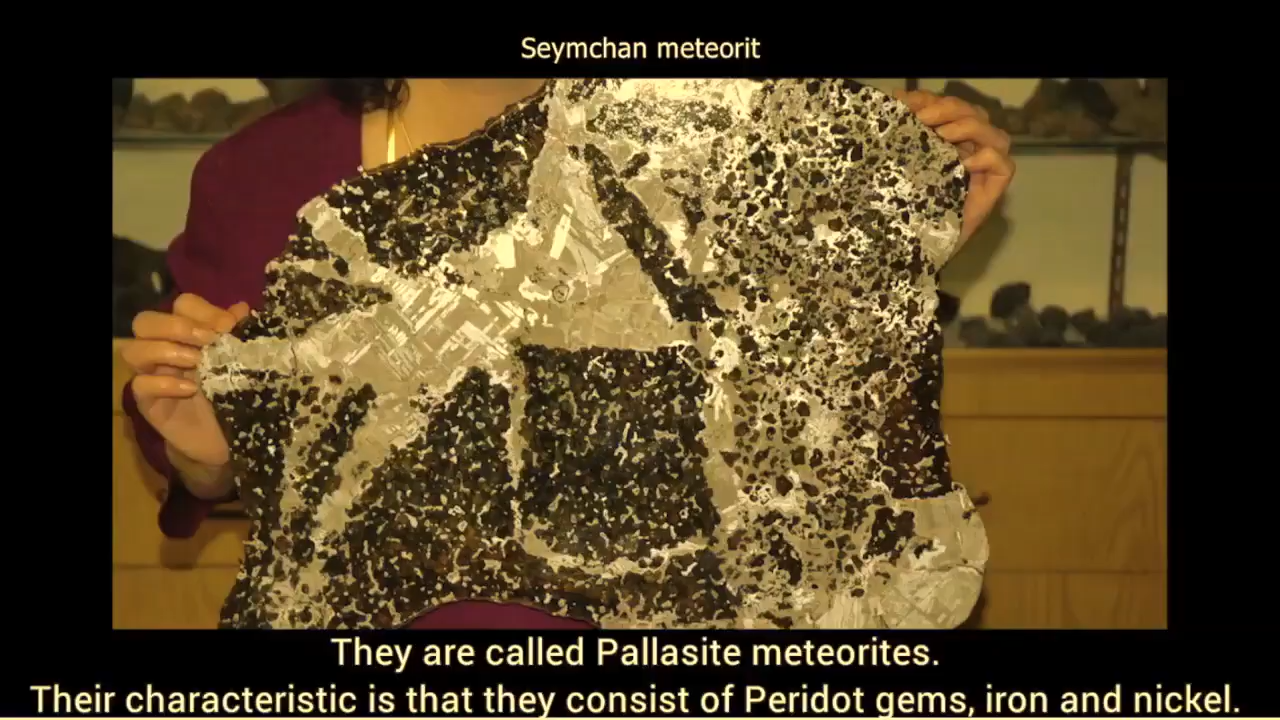 Seymchan meteorit
They are called Pallasite meteorites.
Their characteristic is that they consist of Peridot gems, iron and nickel.